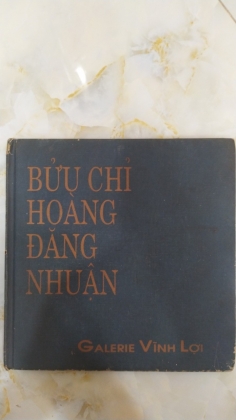 BỬU CHỈ
HOÀNG
ĐĂNG
NHUẬN
GALERIE VĨNH LỢI